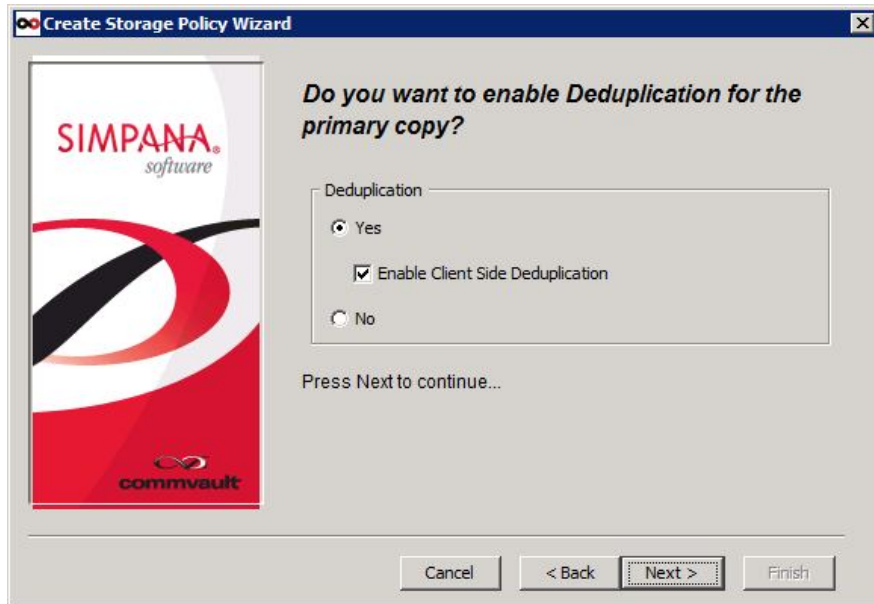 Create Storage Policy Wizard
SIMPANA®
software
commvault
Do you want to enable Deduplication for the
primary copy?
Deduplication
Yes
Enable Client Side Deduplication
No
Press Next to continue...
Cancel
< Back
Next >
Finish